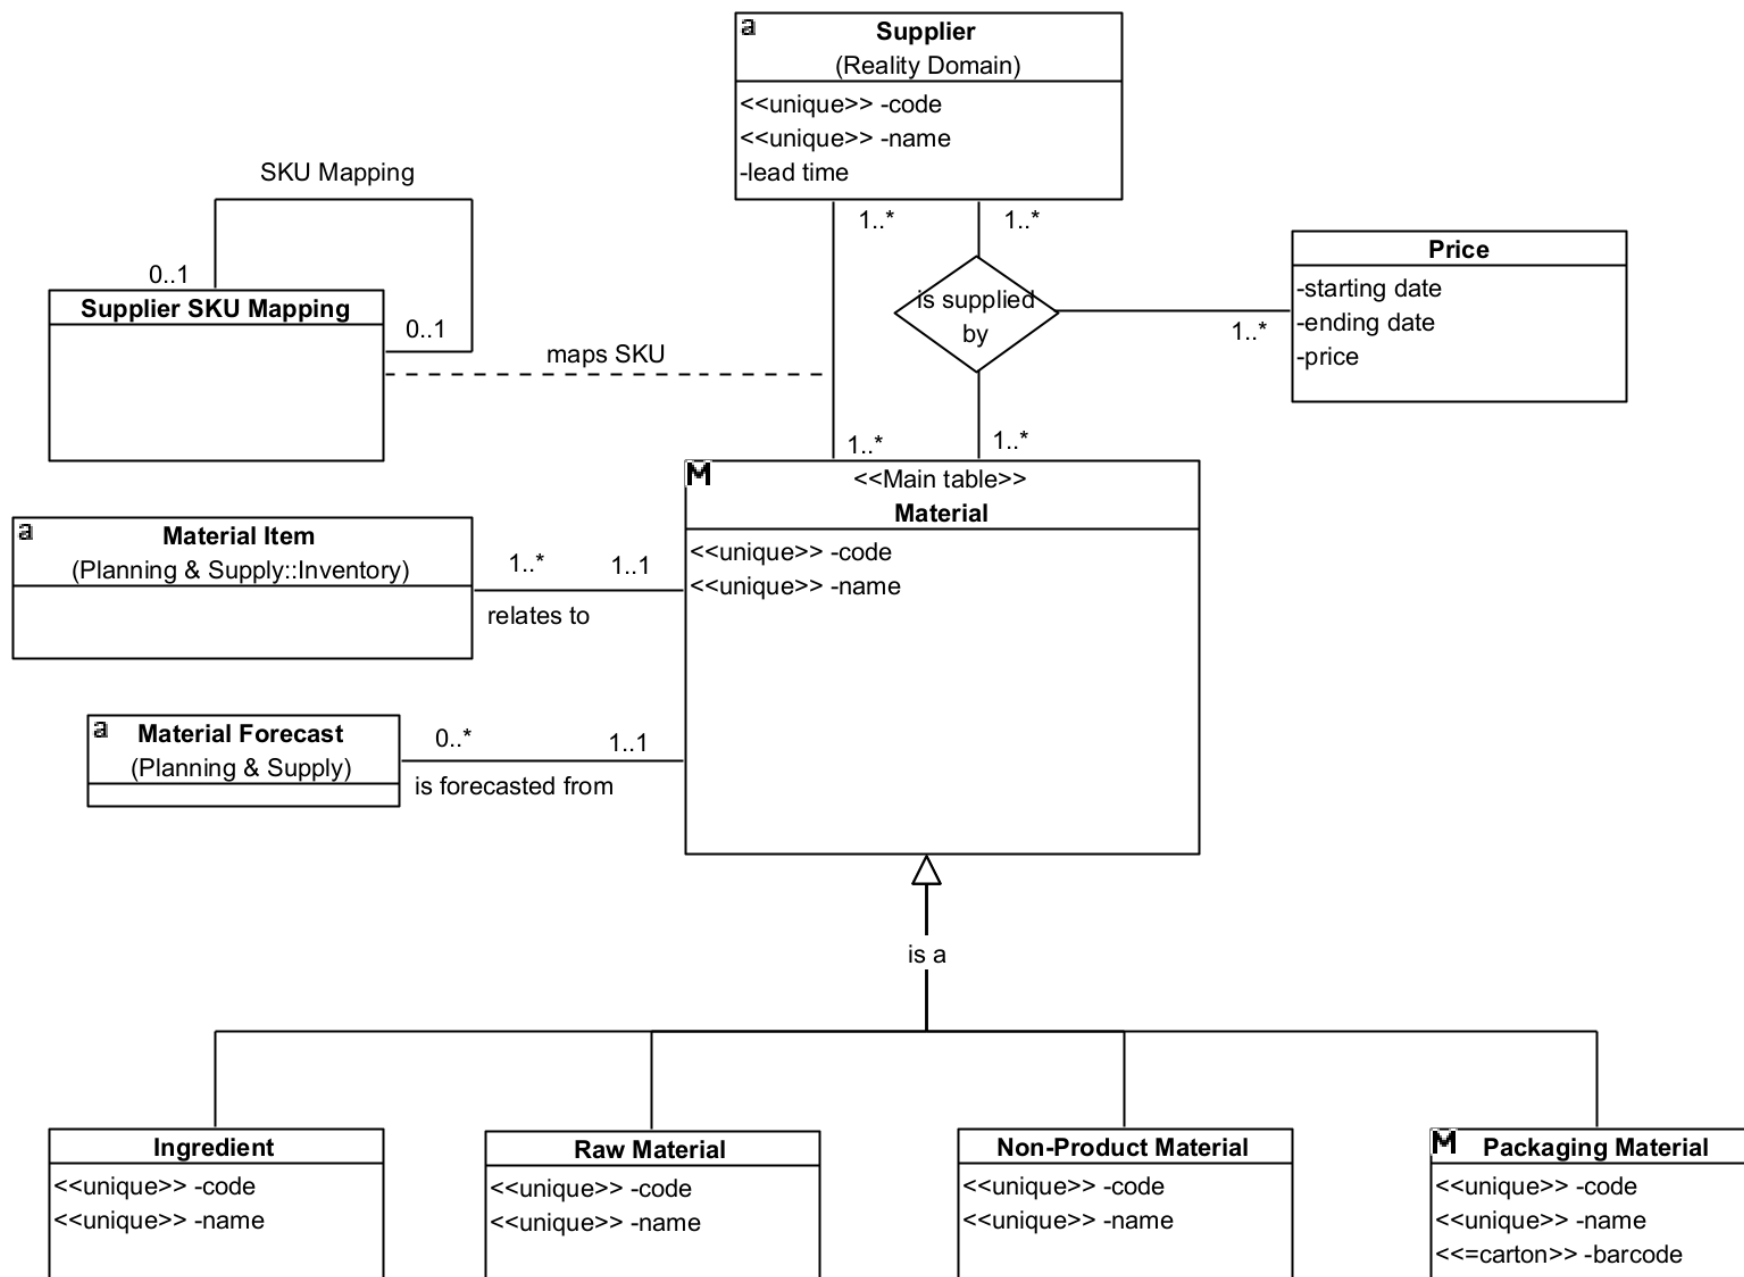 a
Supplier
(Reality Domain)
<<unique>> -code
<<unique>> -name
-lead time
SKU Mapping
0..1
Supplier SKU Mapping
0..1
maps SKU
1..*
1..*
is supplied
by
1..*
Price
-starting date
-ending date
-price
1..*
1..*
M
<<Main table>>
Material
<<unique>> -code
<<unique>> -name
a
Material Item
(Planning & Supply::Inventory)
1..*
1..1
relates to
a
Material Forecast
(Planning & Supply)
0..*
1..1
is forecasted from
is a
Ingredient
<<unique>> -code
<<unique>> -name
Raw Material
<<unique>> -code
<<unique>> -name
Non-Product Material
<<unique>> -code
<<unique>> -name
M
Packaging Material
<<unique>> -code
<<unique>> -name
<<=carton>> -barcode